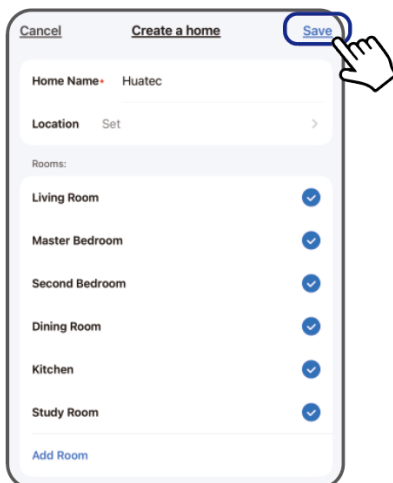 Cancel Create a home Save
Home Name* Huatec
Location Set
Rooms:
Living Room
Master Bedroom
Second Bedroom
Dining Room
Kitchen
Study Room
Add Room